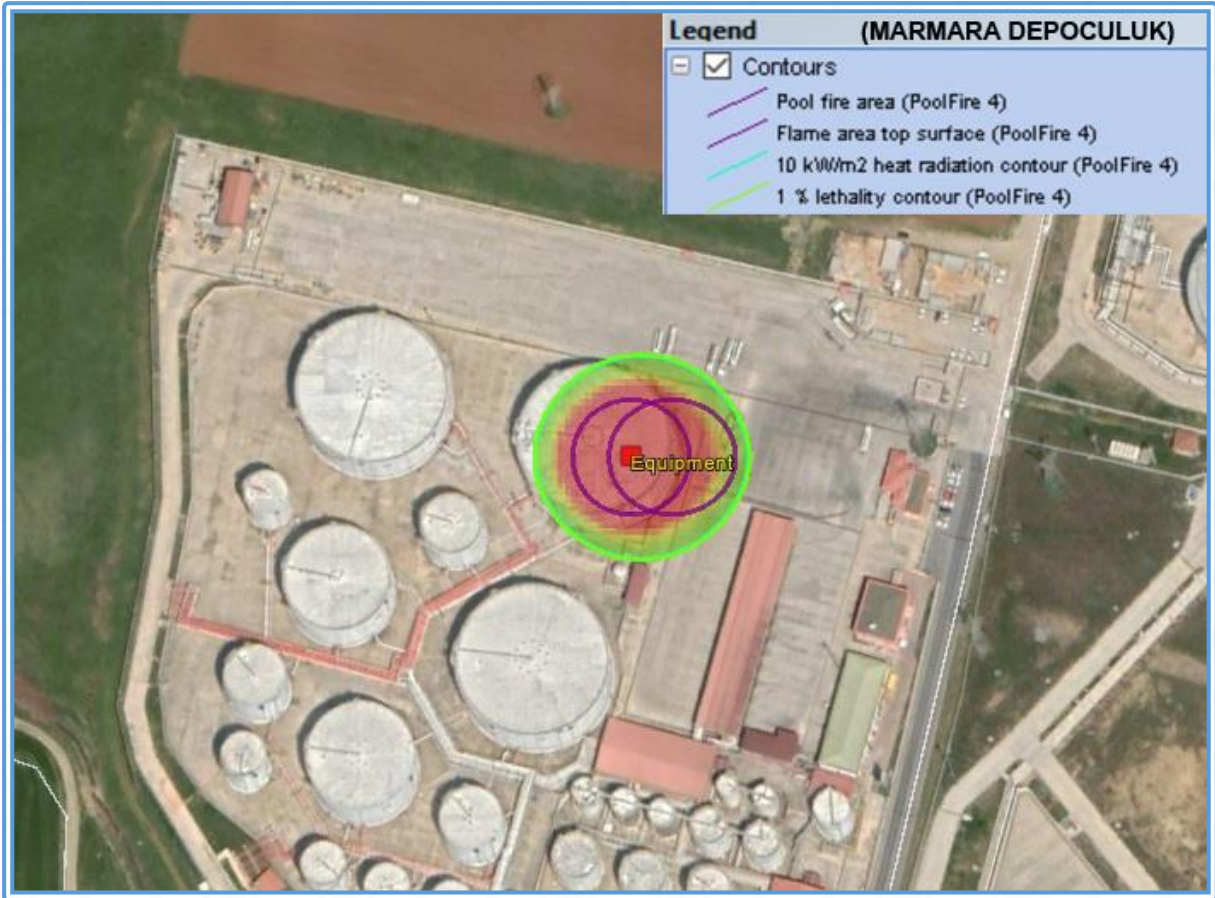 Legend (MARMARA DEPOCULUK)
Contours
Pool fire area (PoolFire 4)
Flame area top surface (PoolFire 4)
10 kW/m2 heat radiation contour (PoolFire 4)
1 % lethality contour (PoolFire 4)
Equipment